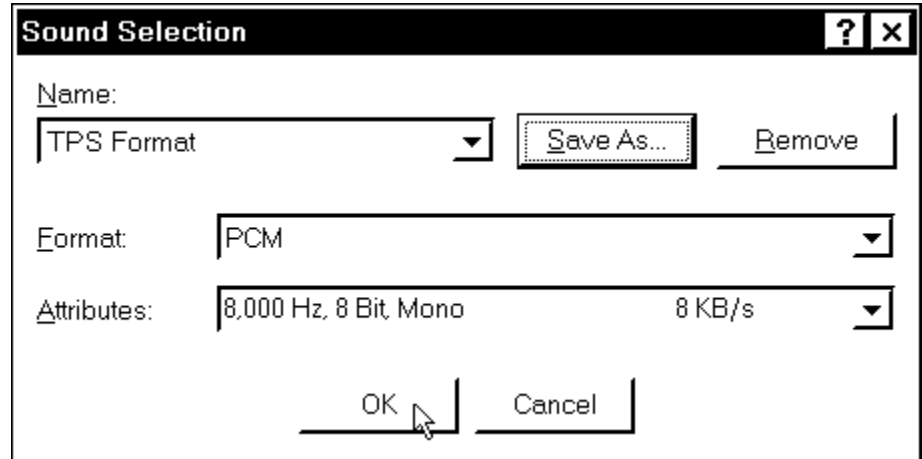 Sound Selection ? ×
Name:
TPS Format Save As... Remove
Format: PCM
Attributes: 8,000 Hz, 8 Bit, Mono 8 KB/s
OK Cancel